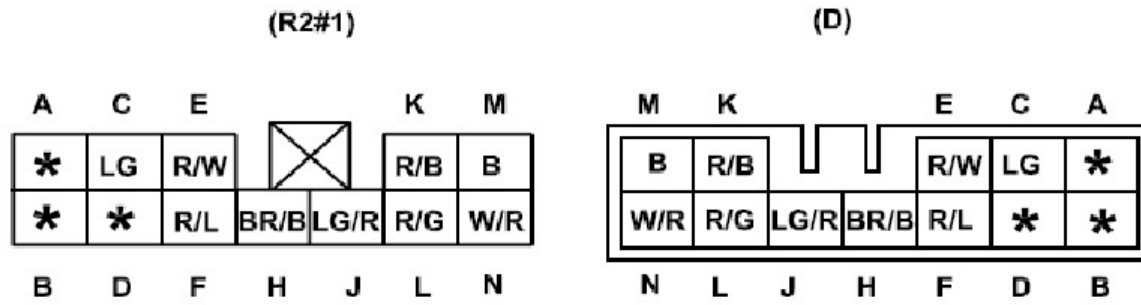 (R2#1) (D)
A C E K M M K E C A
* LG R/W R/B B B R/B R/W LG *
* * R/L BR/B LG/R R/G W/R W/R R/G LG/R BR/B R/L * *
B D F H J L N N L J H F D B